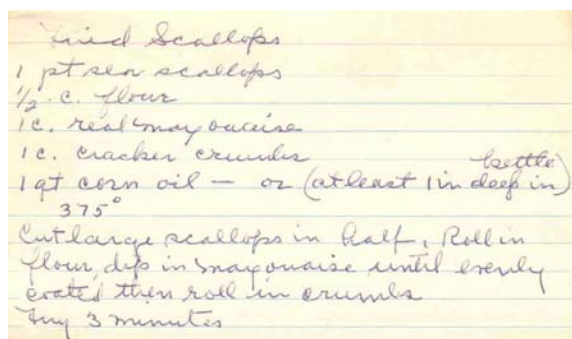 Fried Scallops
1 pt sea scallops
1/2 c. flour
1 c. real mayonaise
1 c. cracker crumbs
kettle
1 qt corn oil — or (at least 1 in deep in)
375°
Cut large scallops in half, Roll in
flour, dip in mayonaise until evenly
coated then roll in crumbs
Fry 3 minutes